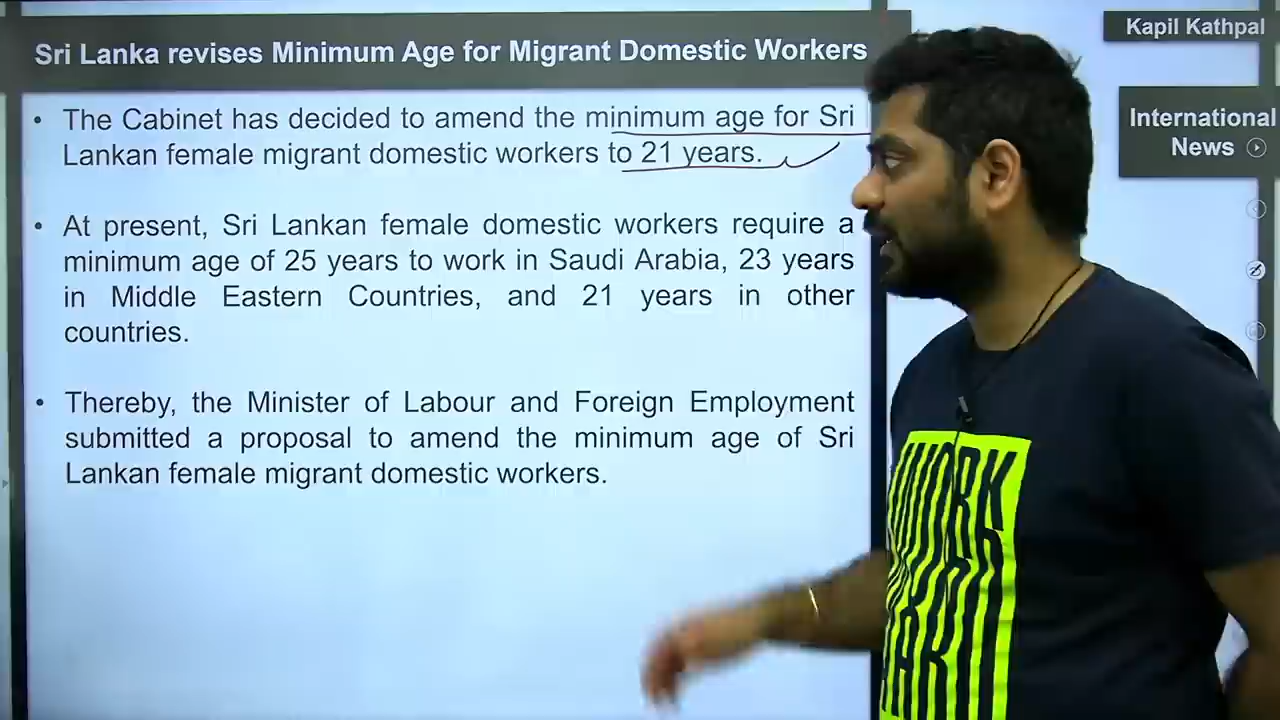 Sri Lanka revises Minimum Age for Migrant Domestic Workers
Kapil Kathpal
International
News
• The Cabinet has decided to amend the minimum age for Sri
Lankan female migrant domestic workers to 21 years.
• At present, Sri Lankan female domestic workers require a
minimum age of 25 years to work in Saudi Arabia, 23 years
in Middle Eastern Countries, and 21 years in other
countries.
• Thereby, the Minister of Labour and Foreign Employment
submitted a proposal to amend the minimum age of Sri
Lankan female migrant domestic workers.
WORK